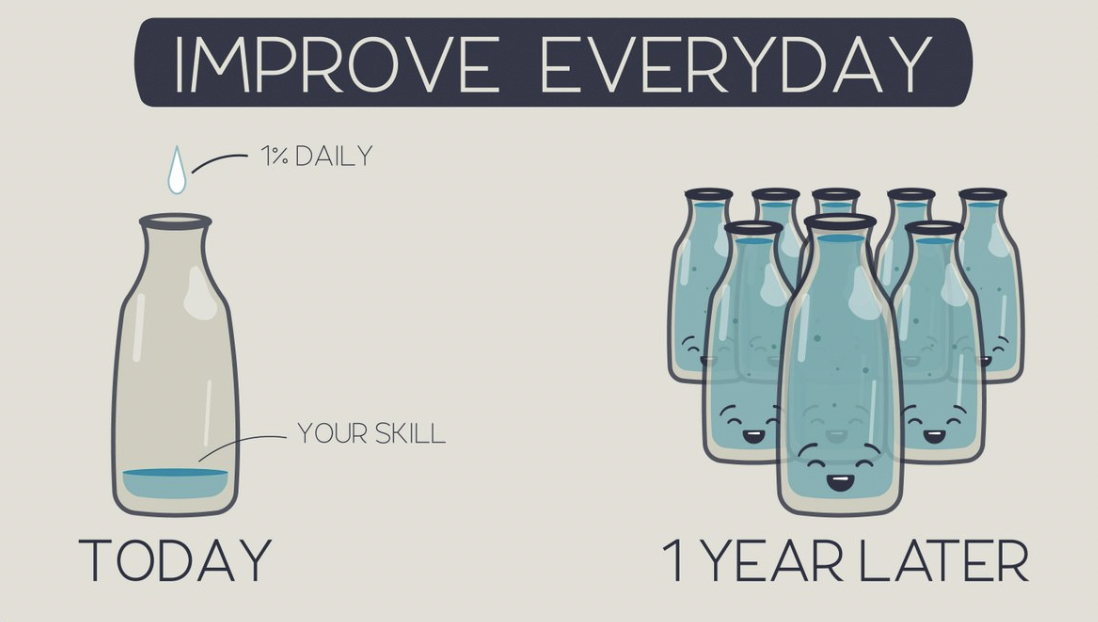 IMPROVE EVERYDAY
1% DAILY
YOUR SKILL
TODAY
1 YEAR LATER